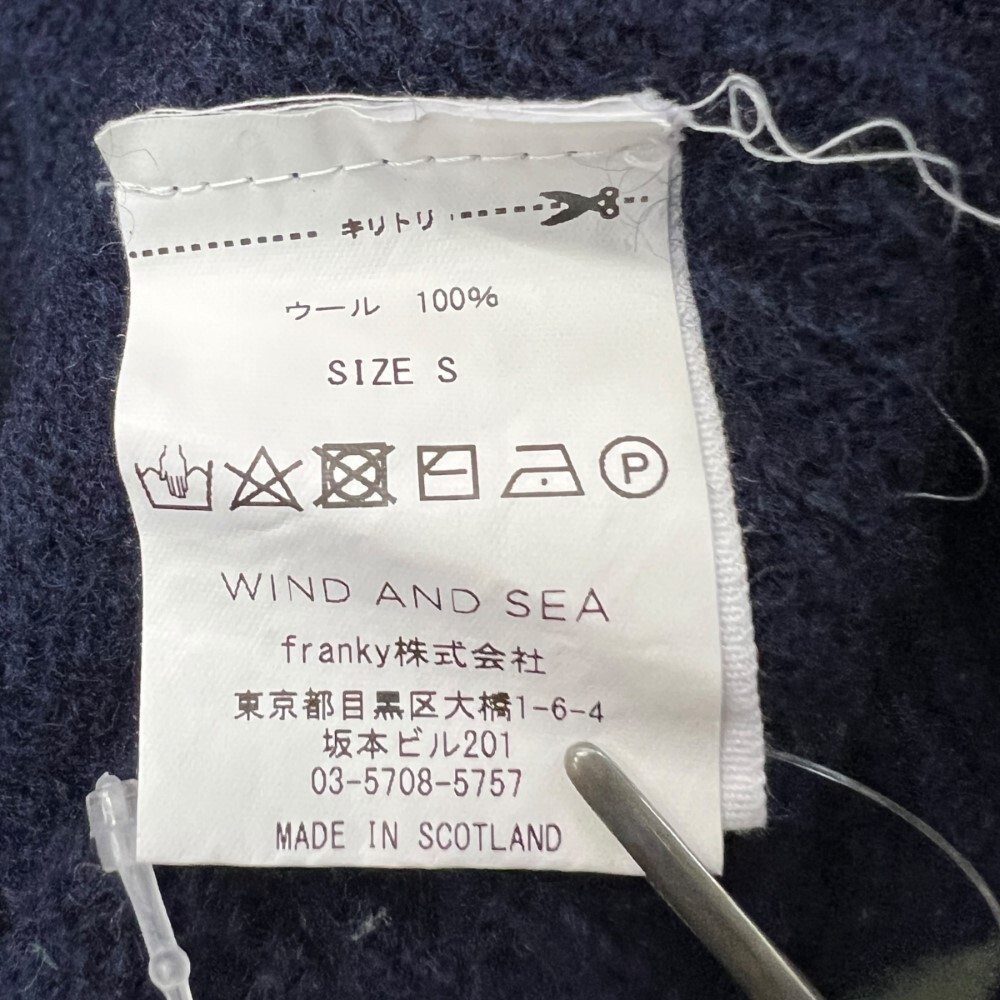 キリトリ
ウール 100%
SIZE S
P
WIND AND SEA
franky株式会社
東京都目黒区大橋1-6-4
坂本ビル201
03-5708-5757
MADE IN SCOTLAND